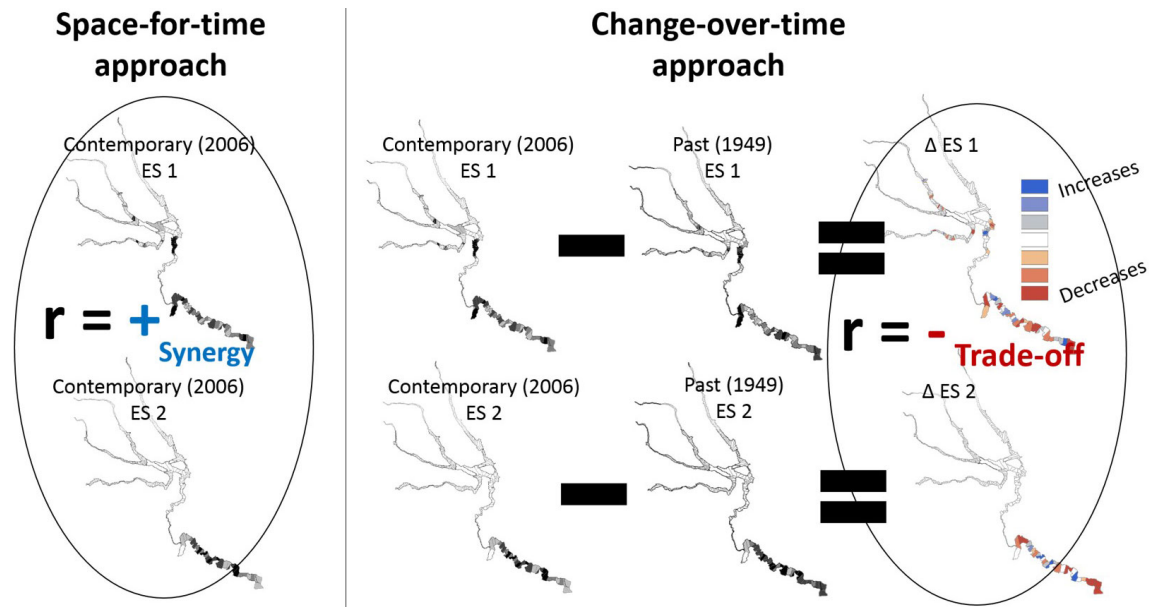 Space-for-time
approach
Contemporary (2006)
ES 1
r = +
Synergy
Contemporary (2006)
ES 2
Change-over-time
approach
Contemporary (2006)
ES 1
Past (1949)
ES 1
Δ ES 1
Increases
Decreases
r = -
Trade-off
Contemporary (2006)
ES 2
Past (1949)
ES 2
Δ ES 2